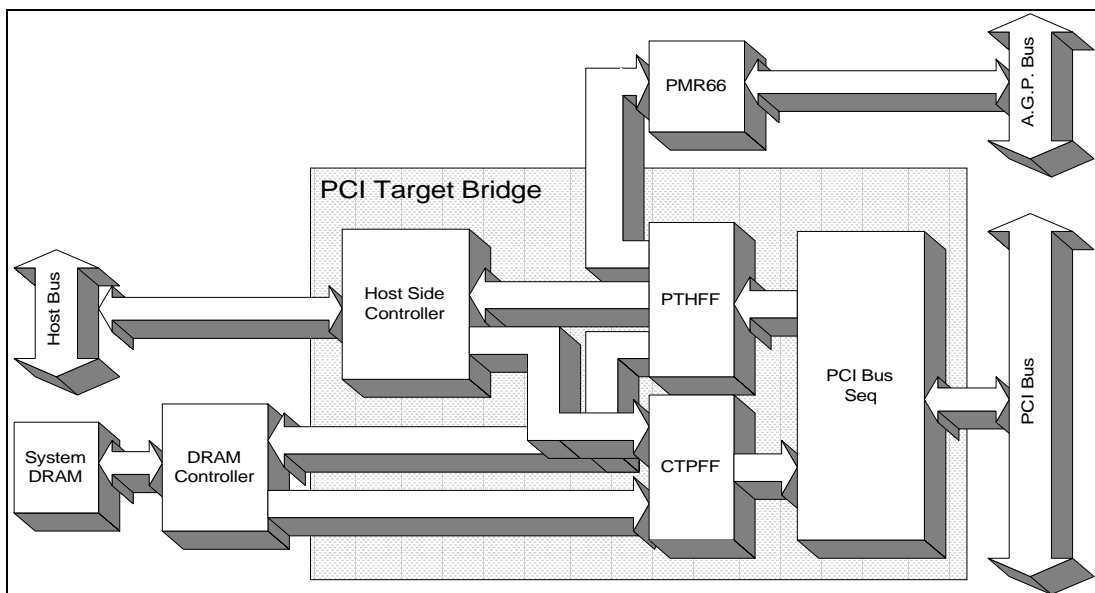 PMR66
A.G.P. Bus
PCI Target Bridge
Host Bus
Host Side
Controller
PTHFF
PCI Bus
Seq
PCI Bus
System
DRAM
DRAM
Controller
CTPFF